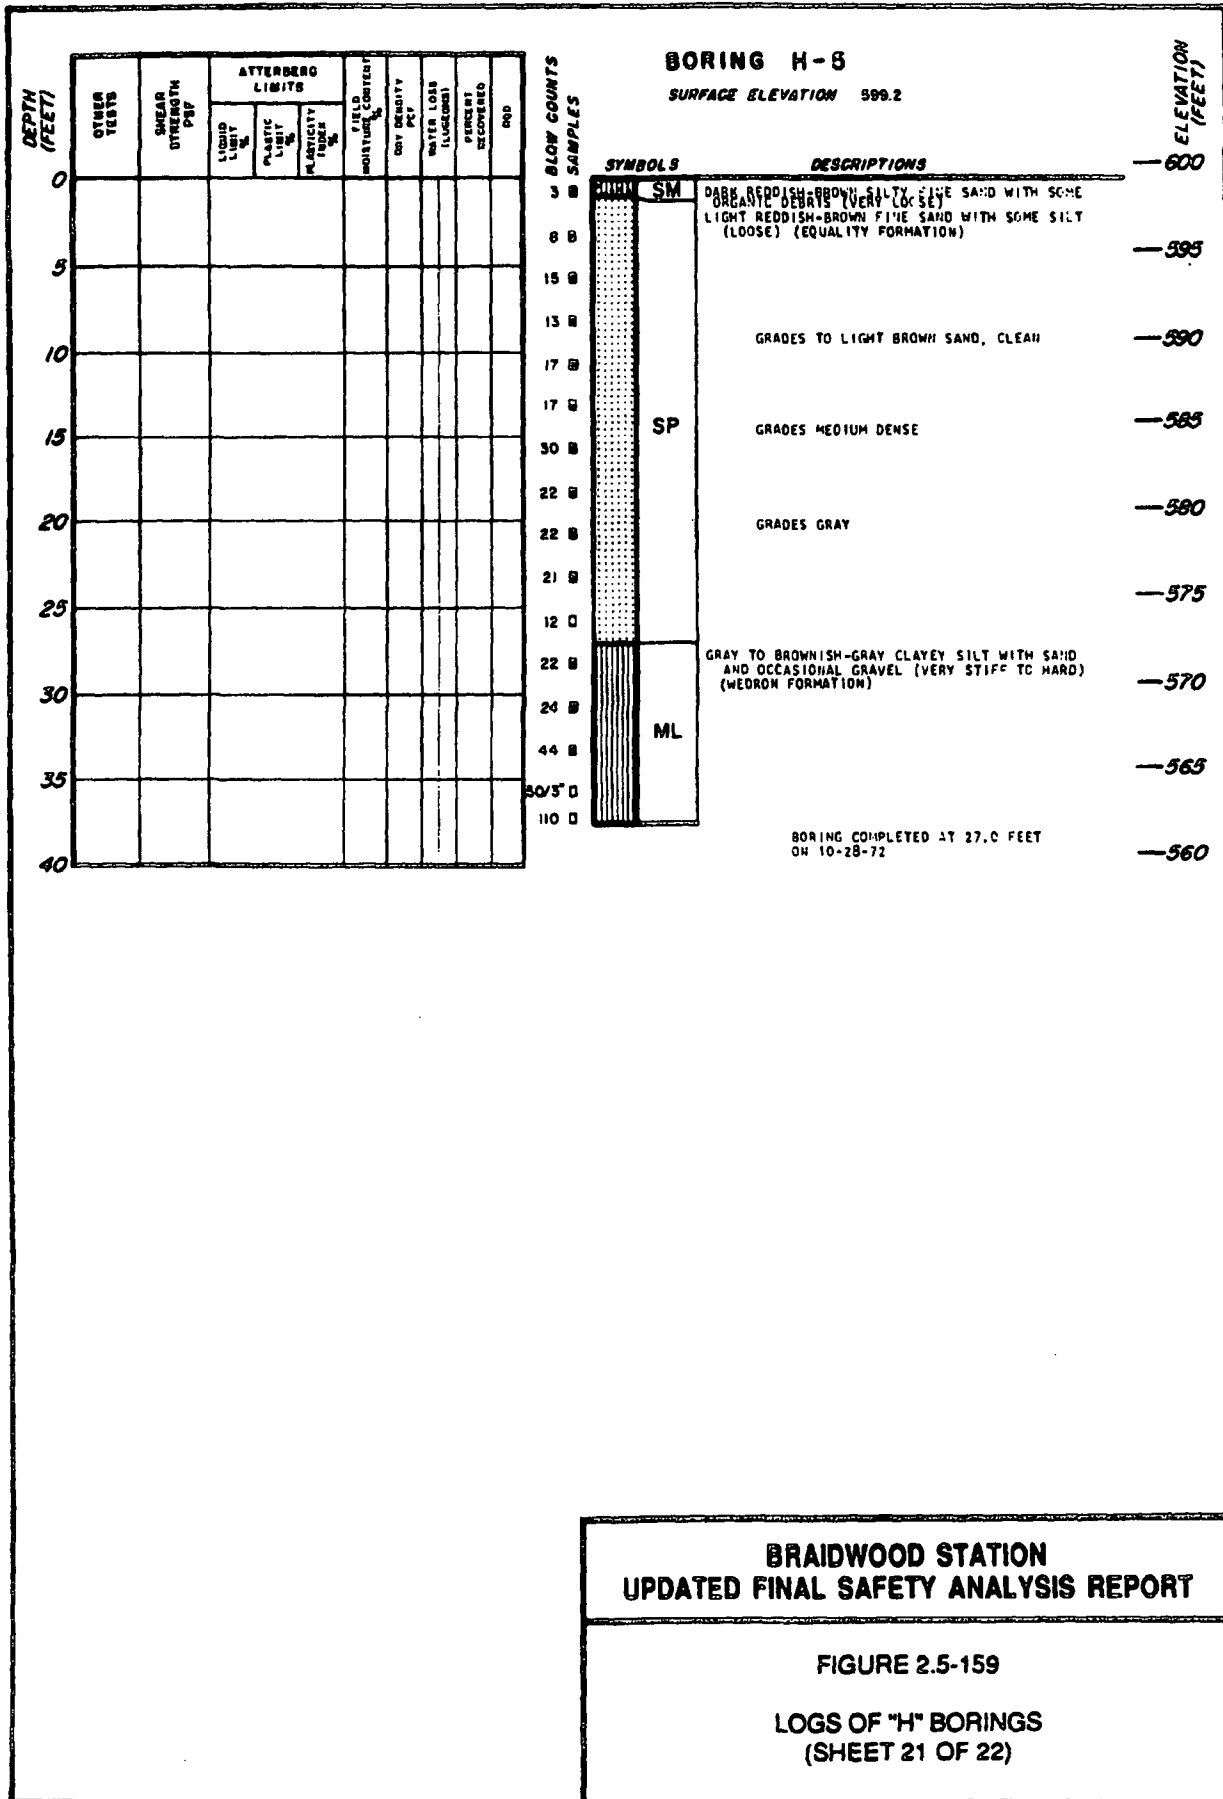 BORING H-8
SURFACE ELEVATION 599.2
DEPTH (FEET)
OTHER TESTS
SHEAR STRENGTH PSF
ATTERBERG LIMITS
LIQUID LIMIT %
PLASTIC LIMIT %
PLASTICITY INDEX %
FIELD MOISTURE CONTENT %
DRY DENSITY PCF
WATER LOSS (LUGEONS)
PERCENT RECOVERED
RQD
BLOW COUNTS
SAMPLES
SYMBOLS
DESCRIPTIONS
ELEVATION (FEET)
0
5
10
15
20
25
30
35
40
3
8
15
13
17
17
30
22
22
21
12
22
24
44
110
SM
SP
ML
DARK REDDISH-BROWN SILTY FINE SAND WITH SOME
ORGANIC DEBRIS (VERY LOOSE)
LIGHT REDDISH-BROWN FINE SAND WITH SOME SILT
(LOOSE) (EQUALITY FORMATION)
GRADES TO LIGHT BROWN SAND, CLEAN
GRADES MEDIUM DENSE
GRADES GRAY
GRAY TO BROWNISH-GRAY CLAYEY SILT WITH SAND
AND OCCASIONAL GRAVEL (VERY STIFF TO HARD)
(WEDRON FORMATION)
BORING COMPLETED AT 27.0 FEET
ON 10-28-72
600
595
590
585
580
575
570
565
560
BRAIDWOOD STATION
UPDATED FINAL SAFETY ANALYSIS REPORT
FIGURE 2.5-159
LOGS OF "H" BORINGS
(SHEET 21 OF 22)